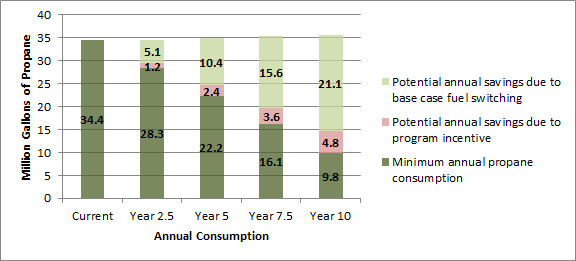 40
35
30
25
20
15
10
5
0
Million Gallons of Propane
34.4
5.1
1.2
28.3
10.4
2.4
22.2
15.6
3.6
16.1
21.1
4.8
9.8
Current Year 2.5 Year 5 Year 7.5 Year 10
Annual Consumption
Potential annual savings due to
base case fuel switching
Potential annual savings due to
program incentive
Minimum annual propane
consumption